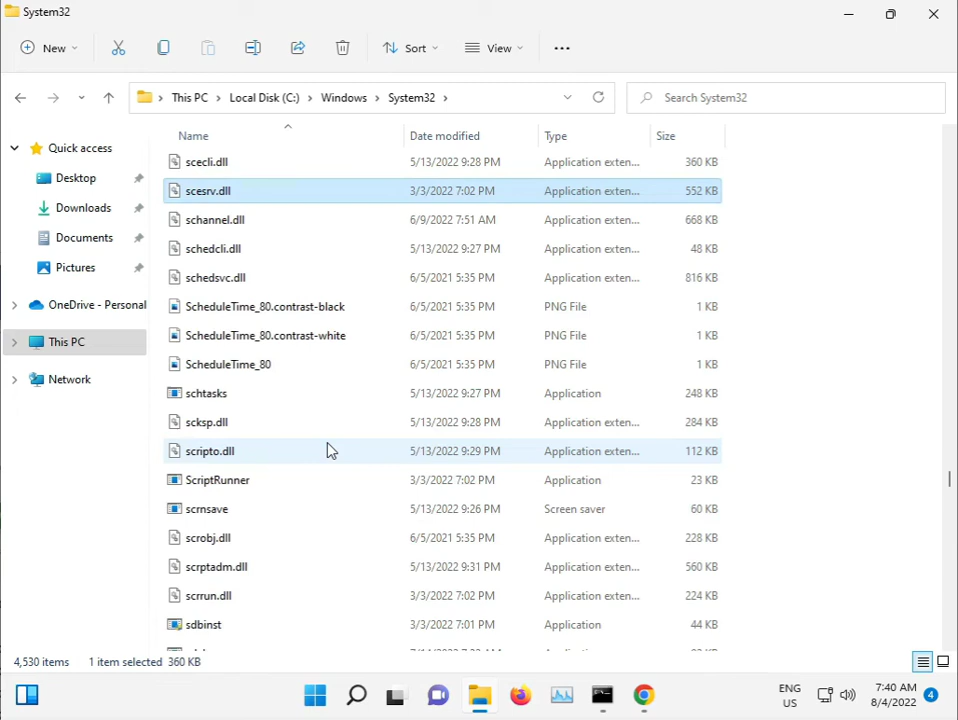 System32
New
Sort
View
This PC
Local Disk (C:)
Windows
System32
Search System32
Name
Date modified
Type
Size
Quick access
Desktop
Downloads
Documents
Pictures
OneDrive - Personal
This PC
Network
scecli.dll 5/13/2022 9:28 PM Application exten... 360 KB
scesrv.dll 3/3/2022 7:02 PM Application exten... 552 KB
schannel.dll 6/9/2022 7:51 AM Application exten... 668 KB
schedcli.dll 5/13/2022 9:27 PM Application exten... 48 KB
schedsvc.dll 6/5/2021 5:35 PM Application exten... 816 KB
ScheduleTime_80.contrast-black 6/5/2021 5:35 PM PNG File 1 KB
ScheduleTime_80.contrast-white 6/5/2021 5:35 PM PNG File 1 KB
ScheduleTime_80 6/5/2021 5:35 PM PNG File 1 KB
schtasks 5/13/2022 9:27 PM Application 248 KB
scksp.dll 5/13/2022 9:28 PM Application exten... 284 KB
scripto.dll 5/13/2022 9:29 PM Application exten... 112 KB
ScriptRunner 3/3/2022 7:02 PM Application 23 KB
scrnsave 5/13/2022 9:26 PM Screen saver 60 KB
scrobj.dll 6/5/2021 5:35 PM Application exten... 228 KB
scrptadm.dll 5/13/2022 9:31 PM Application exten... 560 KB
scrrun.dll 3/3/2022 7:02 PM Application exten... 224 KB
sdbinst 3/3/2022 7:01 PM Application 44 KB
4,530 items
1 item selected 360 KB
ENG
US
7:40 AM
8/4/2022
4